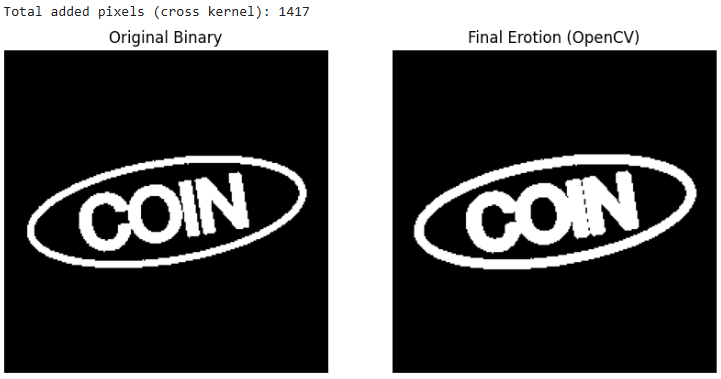 Total added pixels (cross kernel): 1417
Original Binary
Final Erotion (OpenCV)
COIN
COIN